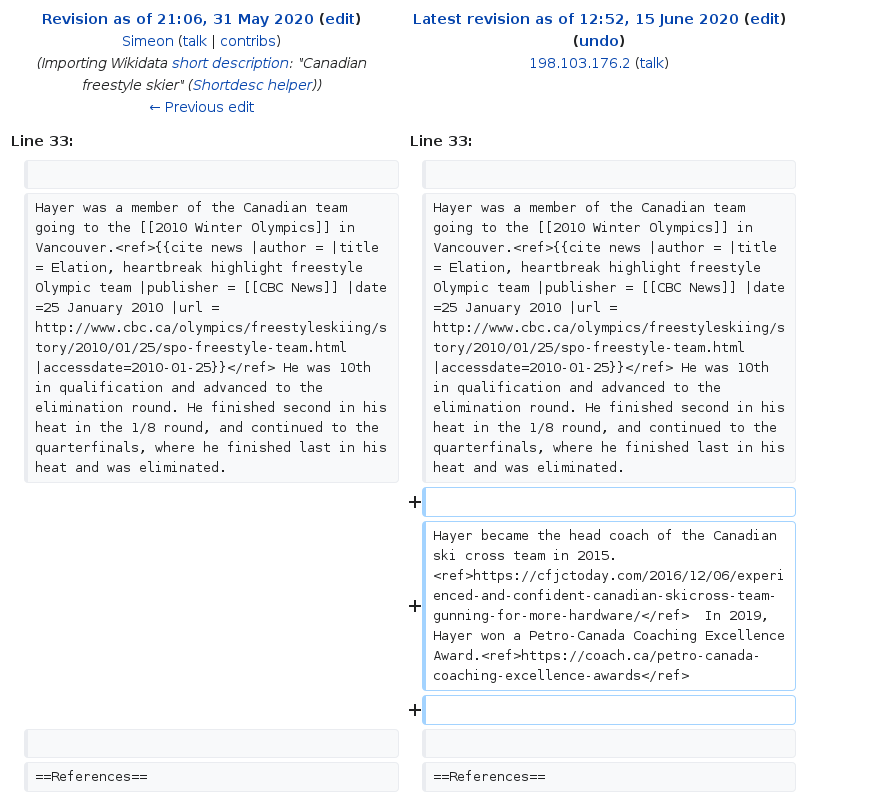 Revision as of 21:06, 31 May 2020 (edit)
Simeon (talk | contribs)
(Importing Wikidata short description: "Canadian
freestyle skier" (Shortdesc helper))
← Previous edit
Latest revision as of 12:52, 15 June 2020 (edit)
(undo)
198.103.176.2 (talk)
Line 33:
Line 33:
Hayer was a member of the Canadian team
going to the [[2010 Winter Olympics]] in
Vancouver.<ref>{{cite news |author = |title
= Elation, heartbreak highlight freestyle
Olympic team |publisher = [[CBC News]] |date
=25 January 2010 |url =
http://www.cbc.ca/olympics/freestyleskiing/s
tory/2010/01/25/spo-freestyle-team.html
|accessdate=2010-01-25}}</ref> He was 10th
in qualification and advanced to the
elimination round. He finished second in his
heat in the 1/8 round, and continued to the
quarterfinals, where he finished last in his
heat and was eliminated.
Hayer was a member of the Canadian team
going to the [[2010 Winter Olympics]] in
Vancouver.<ref>{{cite news |author = |title
= Elation, heartbreak highlight freestyle
Olympic team |publisher = [[CBC News]] |date
=25 January 2010 |url =
http://www.cbc.ca/olympics/freestyleskiing/s
tory/2010/01/25/spo-freestyle-team.html
|accessdate=2010-01-25}}</ref> He was 10th
in qualification and advanced to the
elimination round. He finished second in his
heat in the 1/8 round, and continued to the
quarterfinals, where he finished last in his
heat and was eliminated.
+
+
Hayer became the head coach of the Canadian
ski cross team in 2015.
<ref>https://cfjctoday.com/2016/12/06/experi
enced-and-confident-canadian-skicross-team-
gunning-for-more-hardware/</ref>  In 2019,
Hayer won a Petro-Canada Coaching Excellence
Award.<ref>https://coach.ca/petro-canada-
coaching-excellence-awards</ref>
+
==References==
==References==